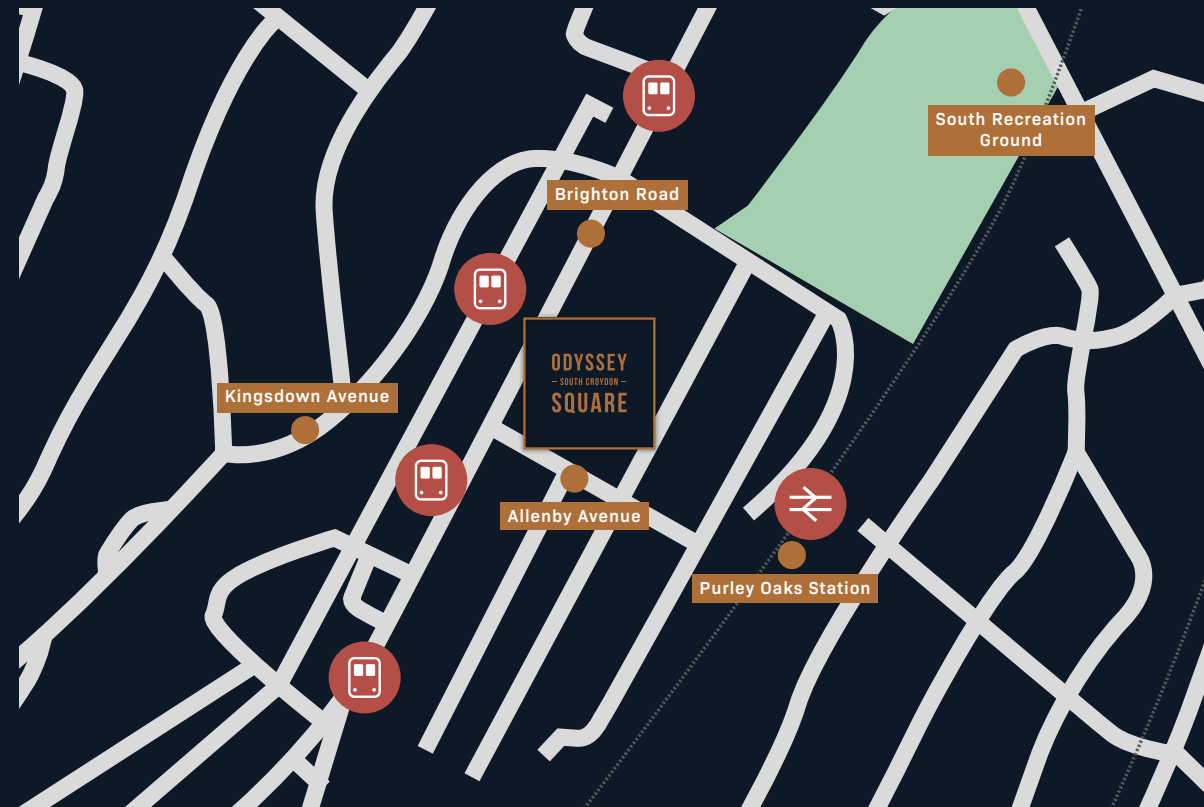 South Recreation
Ground
Brighton Road
ODYSSEY
– SOUTH CROYDON –
SQUARE
Kingsdown Avenue
Allenby Avenue
Purley Oaks Station